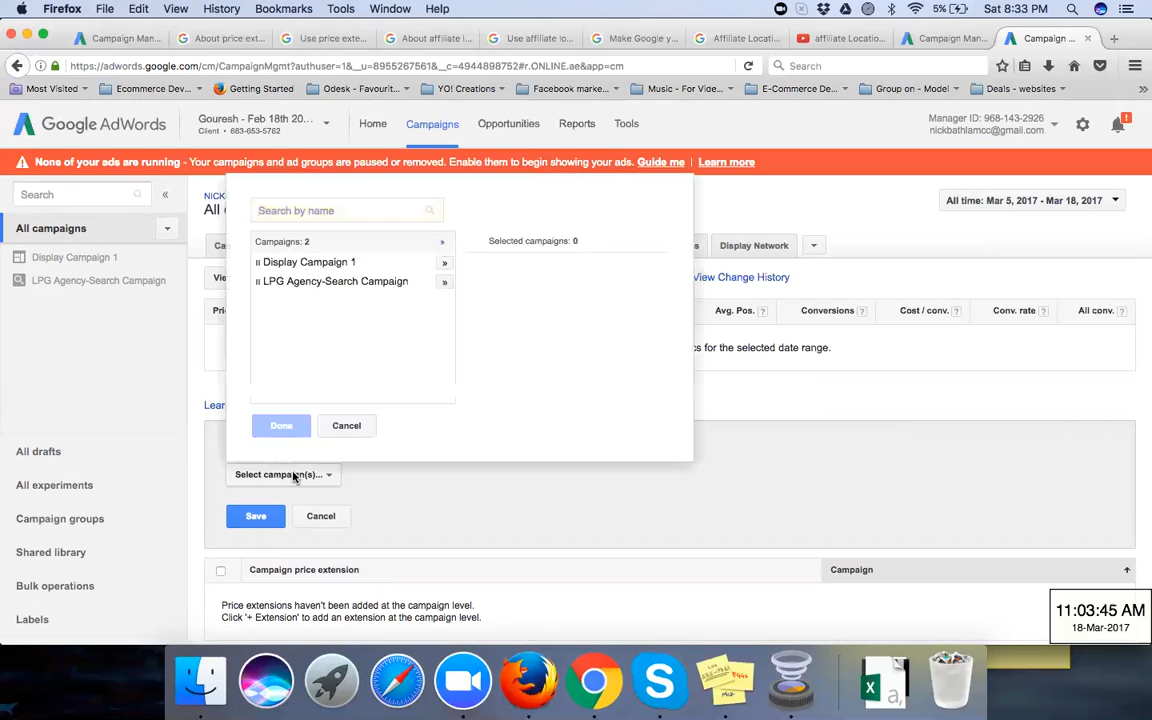 Firefox File Edit View History Bookmarks Tools Window Help 5% Sat 8:33 PM
Campaign Man... About price ext... Use price exte... About affiliate l... Use affiliate lo... Make Google y... Affiliate Locati... affiliate Locatio... Campaign Man... Campaign ...
https://adwords.google.com/cm/CampaignMgmt?authuser=1&__u=8955267561&__c=4944898752#r.ONLINE.ae&app=cm Search
Most Visited Ecommerce Dev... Getting Started Odesk - Favourit... YO! Creations Facebook marke... Music - For Vide... E-Commerce De... Group on - Model Deals - websites
Google AdWords
Gouresh - Feb 18th 20...
Client - 683-653-5762
Home Campaigns Opportunities Reports Tools
Manager ID: 968-143-2926
nickbathlamcc@gmail.com
None of your ads are running - Your campaigns and ad groups are paused or removed. Enable them to begin showing your ads. Guide me | Learn more
Search «
NICK
All c
All time: Mar 5, 2017 - Mar 18, 2017
All campaigns
Display Campaign 1
LPG Agency-Search Campaign
Search by name
Campaigns: 2 »
Selected campaigns: 0
Display Campaign 1 »
LPG Agency-Search Campaign »
Done Cancel
Ca s Display Network
Vie View Change History
Pri Avg. Pos. ? Conversions ? Cost / conv. ? Conv. rate ? All conv. ?
cs for the selected date range.
Lear
Select campaign(s)...
Save Cancel
All drafts
All experiments
Campaign groups
Shared library
Bulk operations
Labels
Campaign price extension Campaign
Price extensions haven't been added at the campaign level.
Click '+ Extension' to add an extension at the campaign level.
11:03:45 AM
18-Mar-2017